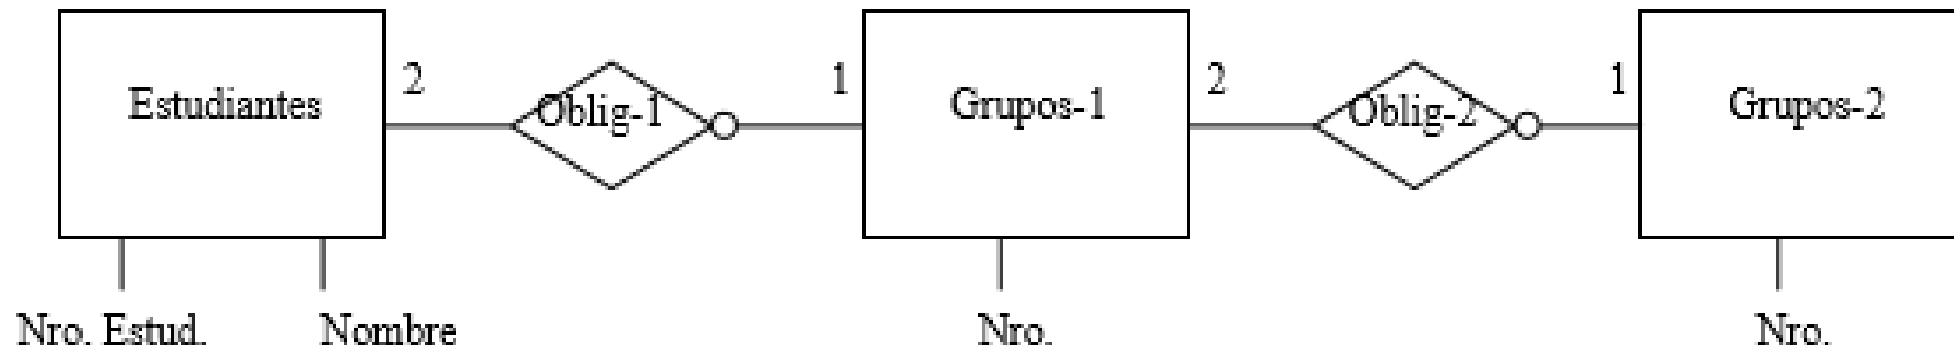 Estudiantes
2
Oblig-1
1
Grupos-1
2
Oblig-2
1
Grupos-2
Nro. Estud.
Nombre
Nro.
Nro.